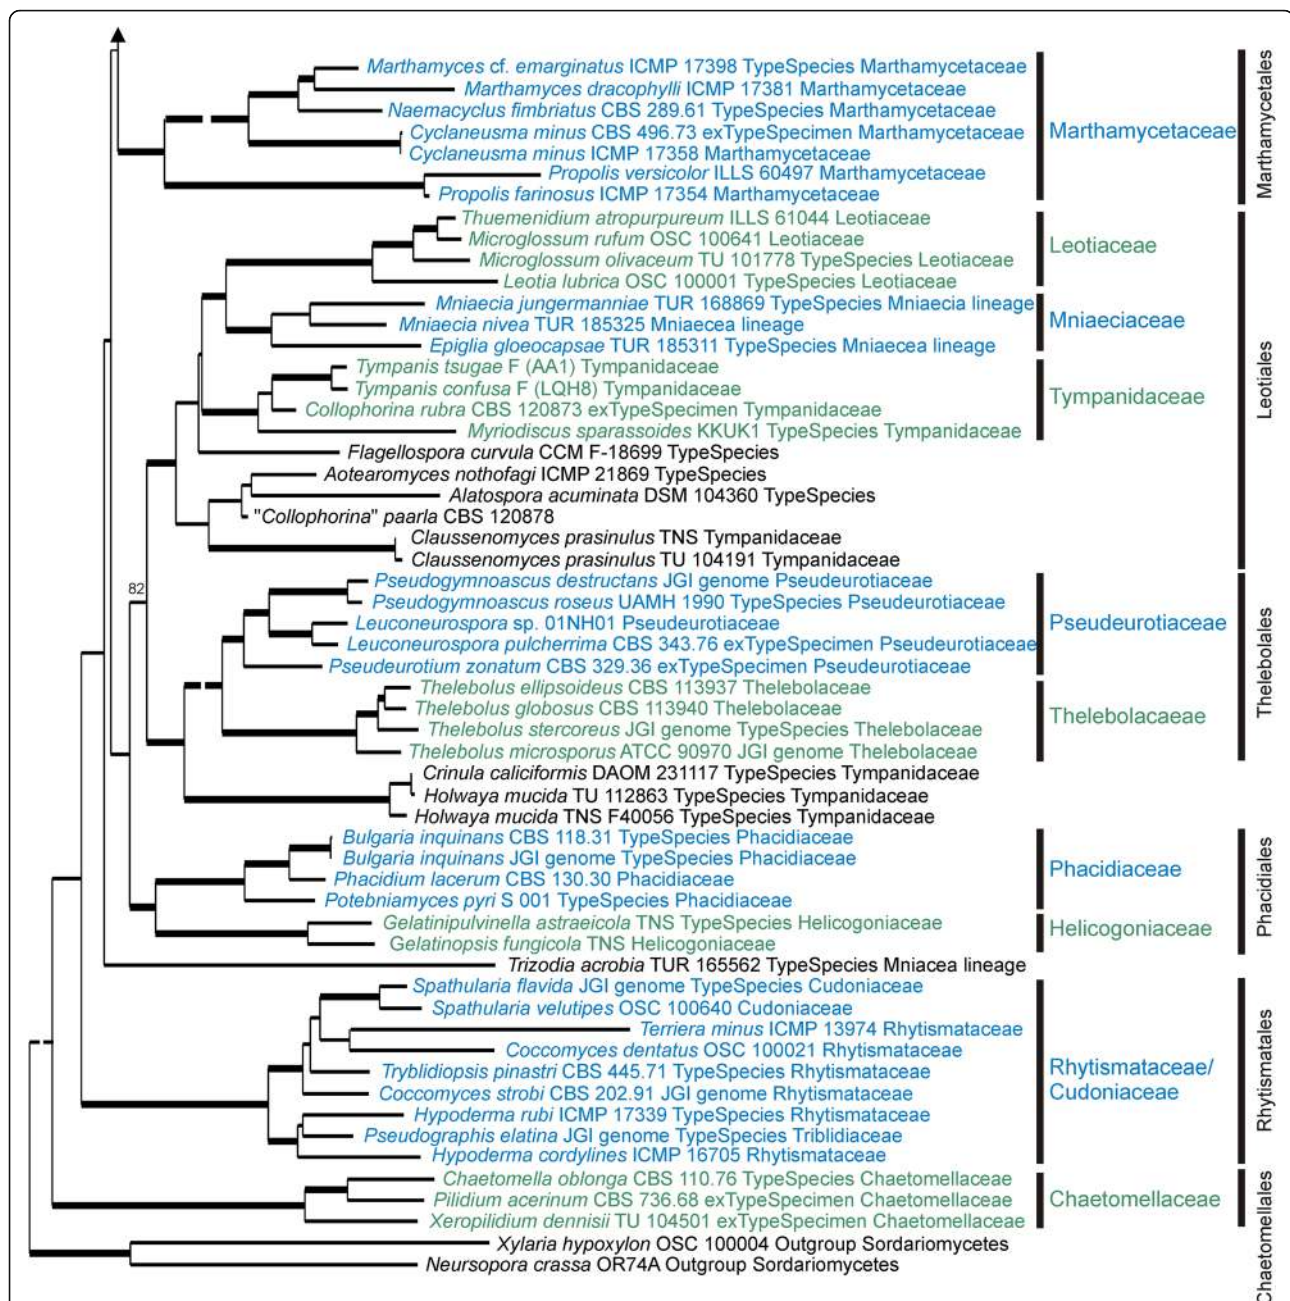 Marthamyces cf. emarginatus ICMP 17398 TypeSpecies Marthamycetaceae
Marthamyces dracophylli ICMP 17381 Marthamycetaceae
Naemacyclus fimbriatus CBS 289.61 TypeSpecies Marthamycetaceae
Cyclaneusma minus CBS 496.73 exTypeSpecimen Marthamycetaceae
Cyclaneusma minus ICMP 17358 Marthamycetaceae
Propolis versicolor ILLS 60497 Marthamycetaceae
Propolis farinosus ICMP 17354 Marthamycetaceae
Marthamycetaceae
Marthamycetales
Thuemenidium atropurpureum ILLS 61044 Leotiaceae
Microglossum rufum OSC 100641 Leotiaceae
Microglossum olivaceum TU 101778 TypeSpecies Leotiaceae
Leotia lubrica OSC 100001 TypeSpecies Leotiaceae
Leotiaceae
Mniaecia jungermanniae TUR 168869 TypeSpecies Mniaecia lineage
Mniaecia nivea TUR 185325 Mniaecea lineage
Epiglia gloeocapsae TUR 185311 TypeSpecies Mniaecea lineage
Mniaeciaceae
Tympanis tsugae F (AA1) Tympanidaceae
Tympanis confusa F (LQH8) Tympanidaceae
Collophorina rubra CBS 120873 exTypeSpecimen Tympanidaceae
Myriodiscus sparassoides KKUK1 TypeSpecies Tympanidaceae
Tympanidaceae
Flagellospora curvula CCM F-18699 TypeSpecies
Aotearomyces nothofagi ICMP 21869 TypeSpecies
Alatospora acuminata DSM 104360 TypeSpecies
"Collophorina" paarla CBS 120878
Claussenomyces prasinulus TNS Tympanidaceae
Claussenomyces prasinulus TU 104191 Tympanidaceae
Leotiales
82
Pseudogymnoascus destructans JGI genome Pseudeurotiaceae
Pseudogymnoascus roseus UAMH 1990 TypeSpecies Pseudeurotiaceae
Leuconeurospora sp. 01NH01 Pseudeurotiaceae
Leuconeurospora pulcherrima CBS 343.76 exTypeSpecimen Pseudeurotiaceae
Pseudeurotium zonatum CBS 329.36 exTypeSpecimen Pseudeurotiaceae
Pseudeurotiaceae
Thelebolus ellipsoideus CBS 113937 Thelebolaceae
Thelebolus globosus CBS 113940 Thelebolaceae
Thelebolus stercoreus JGI genome TypeSpecies Thelebolaceae
Thelebolus microsporus ATCC 90970 JGI genome Thelebolaceae
Thelebolacaeae
Thelebolales
Crinula caliciformis DAOM 231117 TypeSpecies Tympanidaceae
Holwaya mucida TU 112863 TypeSpecies Tympanidaceae
Holwaya mucida TNS F40056 TypeSpecies Tympanidaceae
Bulgaria inquinans CBS 118.31 TypeSpecies Phacidiaceae
Bulgaria inquinans JGI genome TypeSpecies Phacidiaceae
Phacidium lacerum CBS 130.30 Phacidiaceae
Potebniamyces pyri S 001 TypeSpecies Phacidiaceae
Phacidiaceae
Gelatinipulvinella astraeicola TNS TypeSpecies Helicogoniaceae
Gelatinopsis fungicola TNS Helicogoniaceae
Helicogoniaceae
Phacidiales
Trizodia acrobia TUR 165562 TypeSpecies Mniacea lineage
Spathularia flavida JGI genome TypeSpecies Cudoniaceae
Spathularia velutipes OSC 100640 Cudoniaceae
Terriera minus ICMP 13974 Rhytismataceae
Coccomyces dentatus OSC 100021 Rhytismataceae
Tryblidiopsis pinastri CBS 445.71 TypeSpecies Rhytismataceae
Coccomyces strobi CBS 202.91 JGI genome Rhytismataceae
Hypoderma rubi ICMP 17339 TypeSpecies Rhytismataceae
Pseudographis elatina JGI genome TypeSpecies Triblidiaceae
Hypoderma cordylines ICMP 16705 Rhytismataceae
Rhytismataceae/
Cudoniaceae
Rhytismatales
Chaetomella oblonga CBS 110.76 TypeSpecies Chaetomellaceae
Pilidium acerinum CBS 736.68 exTypeSpecimen Chaetomellaceae
Xeropilidium dennisii TU 104501 exTypeSpecimen Chaetomellaceae
Chaetomellaceae
Chaetomellales
Xylaria hypoxylon OSC 100004 Outgroup Sordariomycetes
Neursopora crassa OR74A Outgroup Sordariomycetes